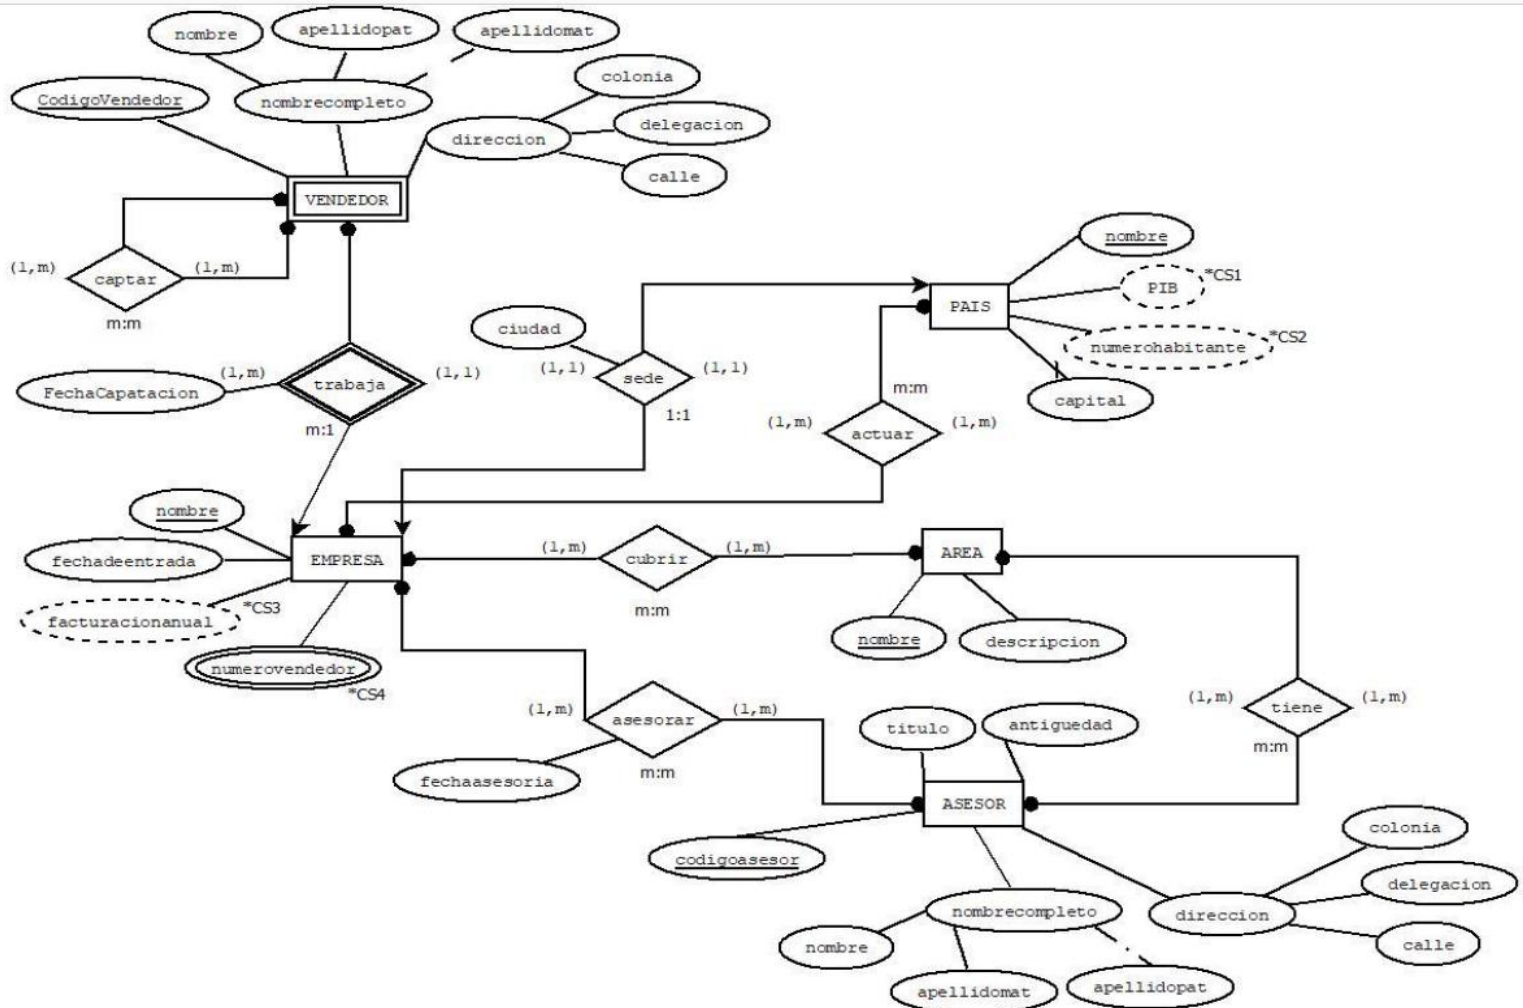 nombre
apellidopat
apellidomat
CodigoVendedor
nombrecompleto
colonia
direccion
delegacion
calle
VENDEDOR
(1,m)
captar
(1,m)
m:m
FechaCapatacion
(1,m)
trabaja
(1,1)
m:1
ciudad
(1,1)
sede
(1,1)
1:1
nombre
PIB
*CS1
PAIS
numerohabitante
*CS2
capital
m:m
(1,m)
actuar
(1,m)
nombre
fechadeentrada
EMPRESA
facturacionanual
*CS3
numerovendedor
*CS4
(1,m)
cubrir
(1,m)
m:m
AREA
nombre
descripcion
(1,m)
tiene
(1,m)
m:m
(1,m)
asesorar
(1,m)
m:m
fechaasesoria
titulo
antiguedad
ASESOR
codigoasesor
nombrecompleto
nombre
apellidomat
apellidopat
direccion
colonia
delegacion
calle